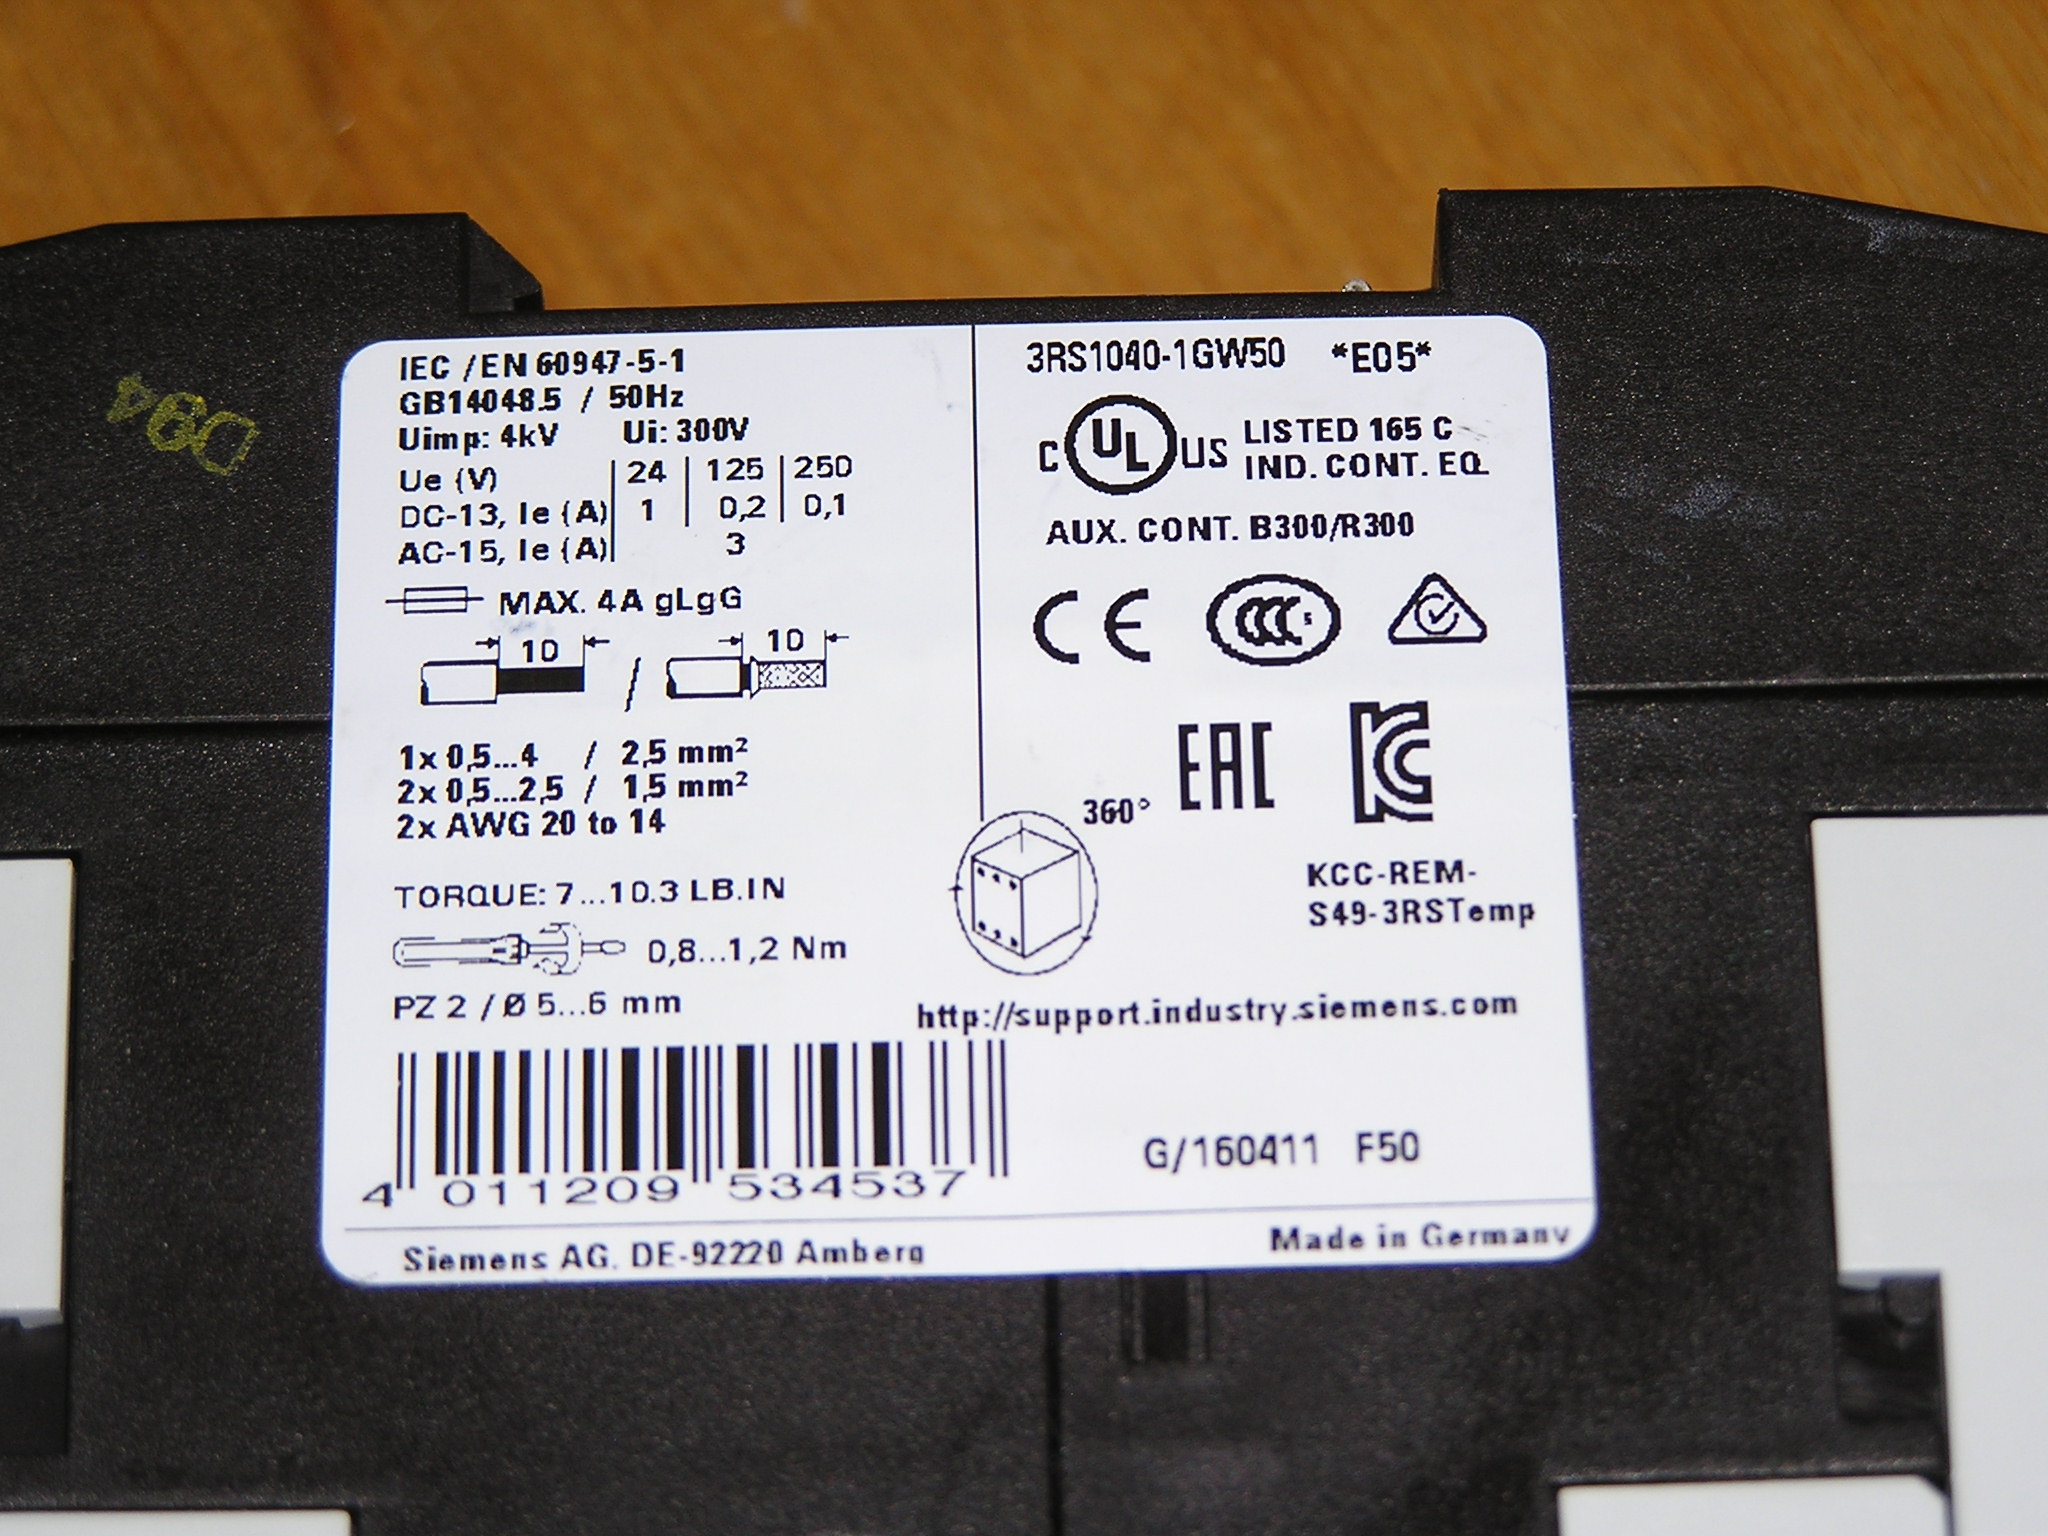 D94
IEC /EN 60947-5-1
GB14048.5 / 50Hz
Uimp: 4kV Ui: 300V
Ue (V) 24 125 250
DC-13, Ie (A) 1 0,2 0,1
AC-15, Ie (A) 3
MAX. 4A gLgG
10 / 10
1x 0,5...4 / 2,5 mm²
2x 0,5...2,5 / 1,5 mm²
2x AWG 20 to 14
TORQUE: 7...10.3 LB.IN
0,8...1,2 Nm
PZ 2 / Ø 5...6 mm
4 011209 534537
3RS1040-1GW50 *E05*
C UL US LISTED 165 C
IND. CONT. EQ.
AUX. CONT. B300/R300
CE CCC S
EAC KC
360°
KCC-REM-
S49-3RSTemp
http://support.industry.siemens.com
G/160411 F50
Siemens AG. DE-92220 Amberg Made in Germany